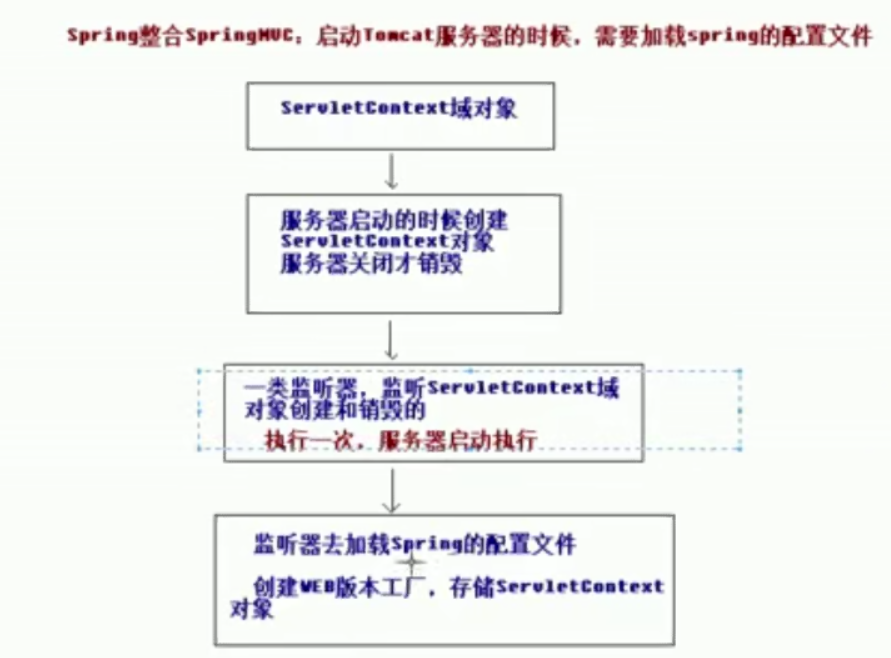 Spring整合SpringMVC：启动Tomcat服务器的时候，需要加载spring的配置文件
ServletContext域对象
服务器启动的时候创建
ServletContext对象
服务器关闭才销毁
一类监听器，监听ServletContext域
对象创建和销毁的
执行一次，服务器启动执行
监听器去加载Spring的配置文件
创建WEB版本工厂，存储ServletContext
对象